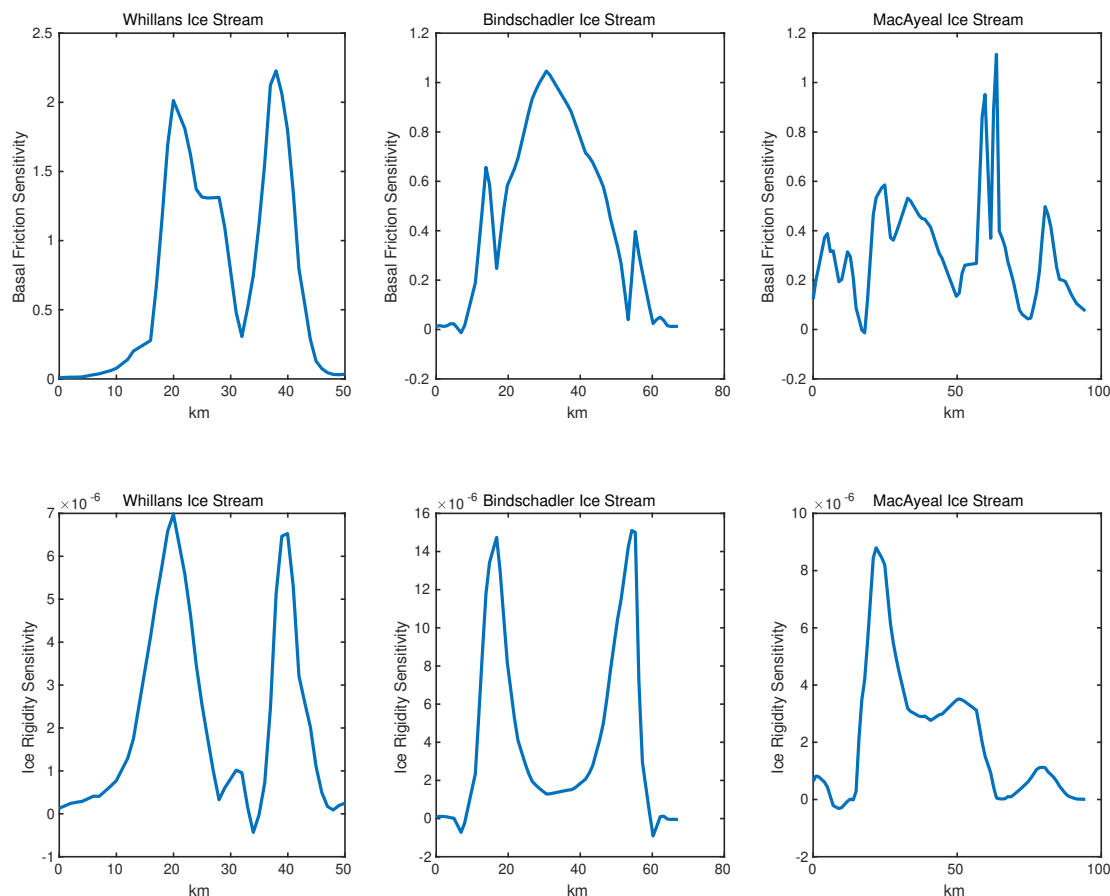 Whillans Ice Stream
Bindschadler Ice Stream
MacAyeal Ice Stream
2.5
2
1.5
1
0.5
0
Basal Friction Sensitivity
0 10 20 30 40 50
km
1.2
1
0.8
0.6
0.4
0.2
0
-0.2
Basal Friction Sensitivity
0 20 40 60 80
km
1.2
1
0.8
0.6
0.4
0.2
0
-0.2
Basal Friction Sensitivity
0 50 100
km
×10 -6
Whillans Ice Stream
7
6
5
4
3
2
1
0
-1
Ice Rigidity Sensitivity
0 10 20 30 40 50
km
×10 -6
Bindschadler Ice Stream
16
14
12
10
8
6
4
2
0
-2
Ice Rigidity Sensitivity
0 20 40 60 80
km
×10 -6
MacAyeal Ice Stream
10
8
6
4
2
0
-2
Ice Rigidity Sensitivity
0 50 100
km